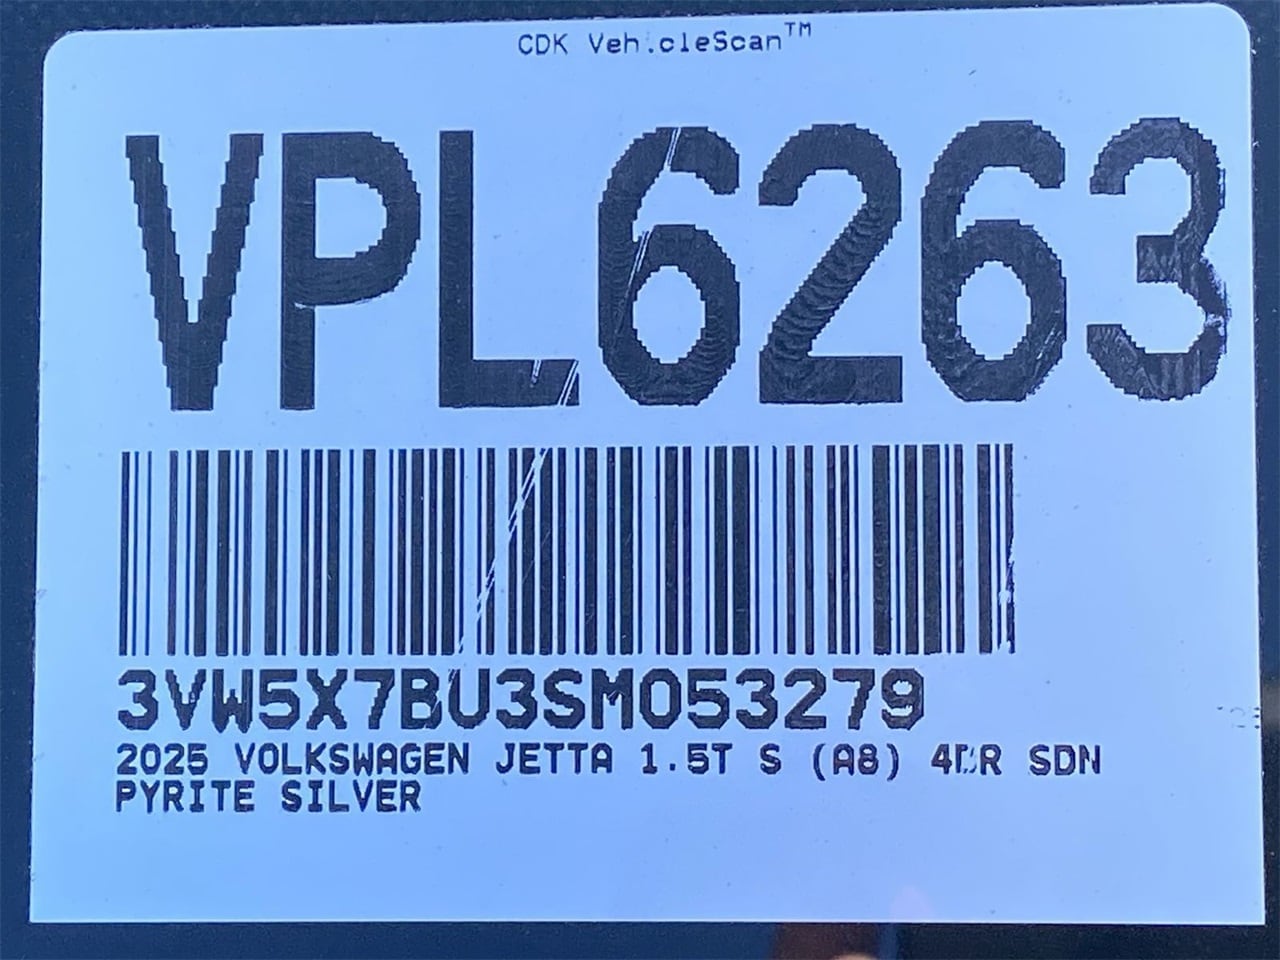 CDK VehicleScan™
VPL6263
3VW5X7BU3SM053279
2025 VOLKSWAGEN JETTA 1.5T S (A8) 4DR SDN
PYRITE SILVER